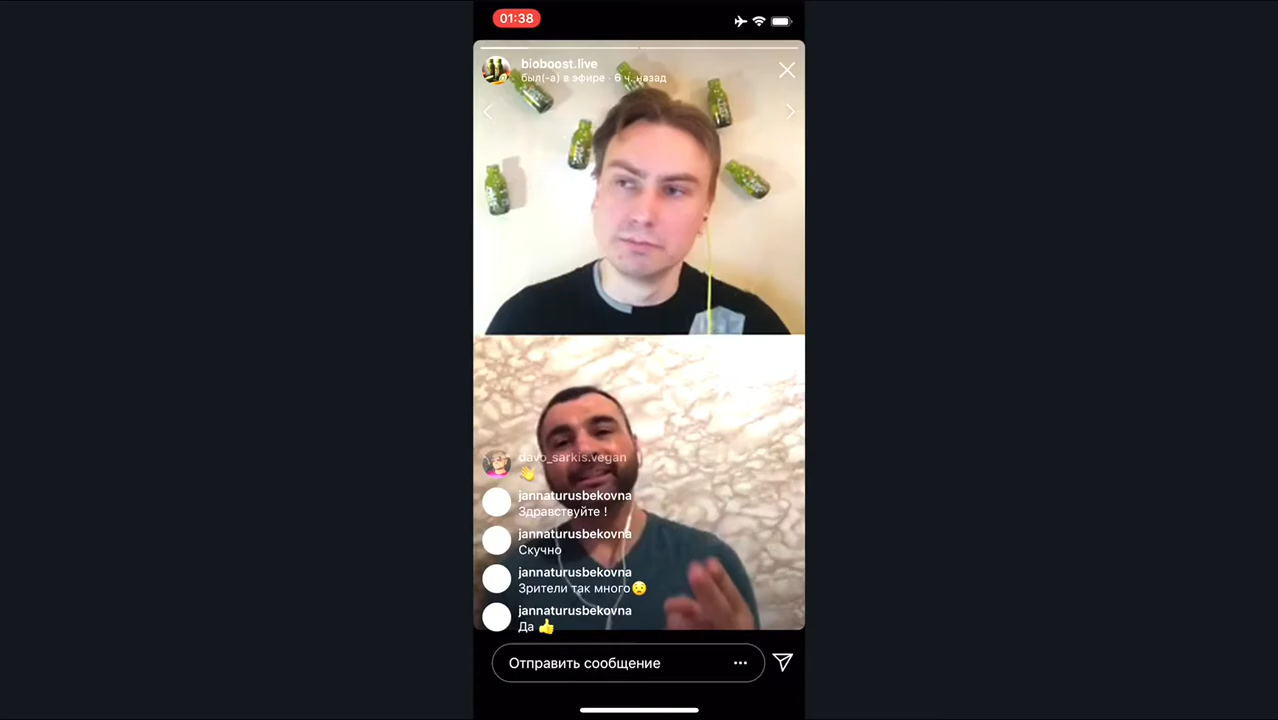 01:38
bioboost.live
был(-а) в эфире · 6 ч. назад
davo_sarkis.vegan
👋
jannaturusbekovna
Здравствуйте !
jannaturusbekovna
Скучно
jannaturusbekovna
Зрители так много😟
jannaturusbekovna
Да 👍
Отправить сообщение